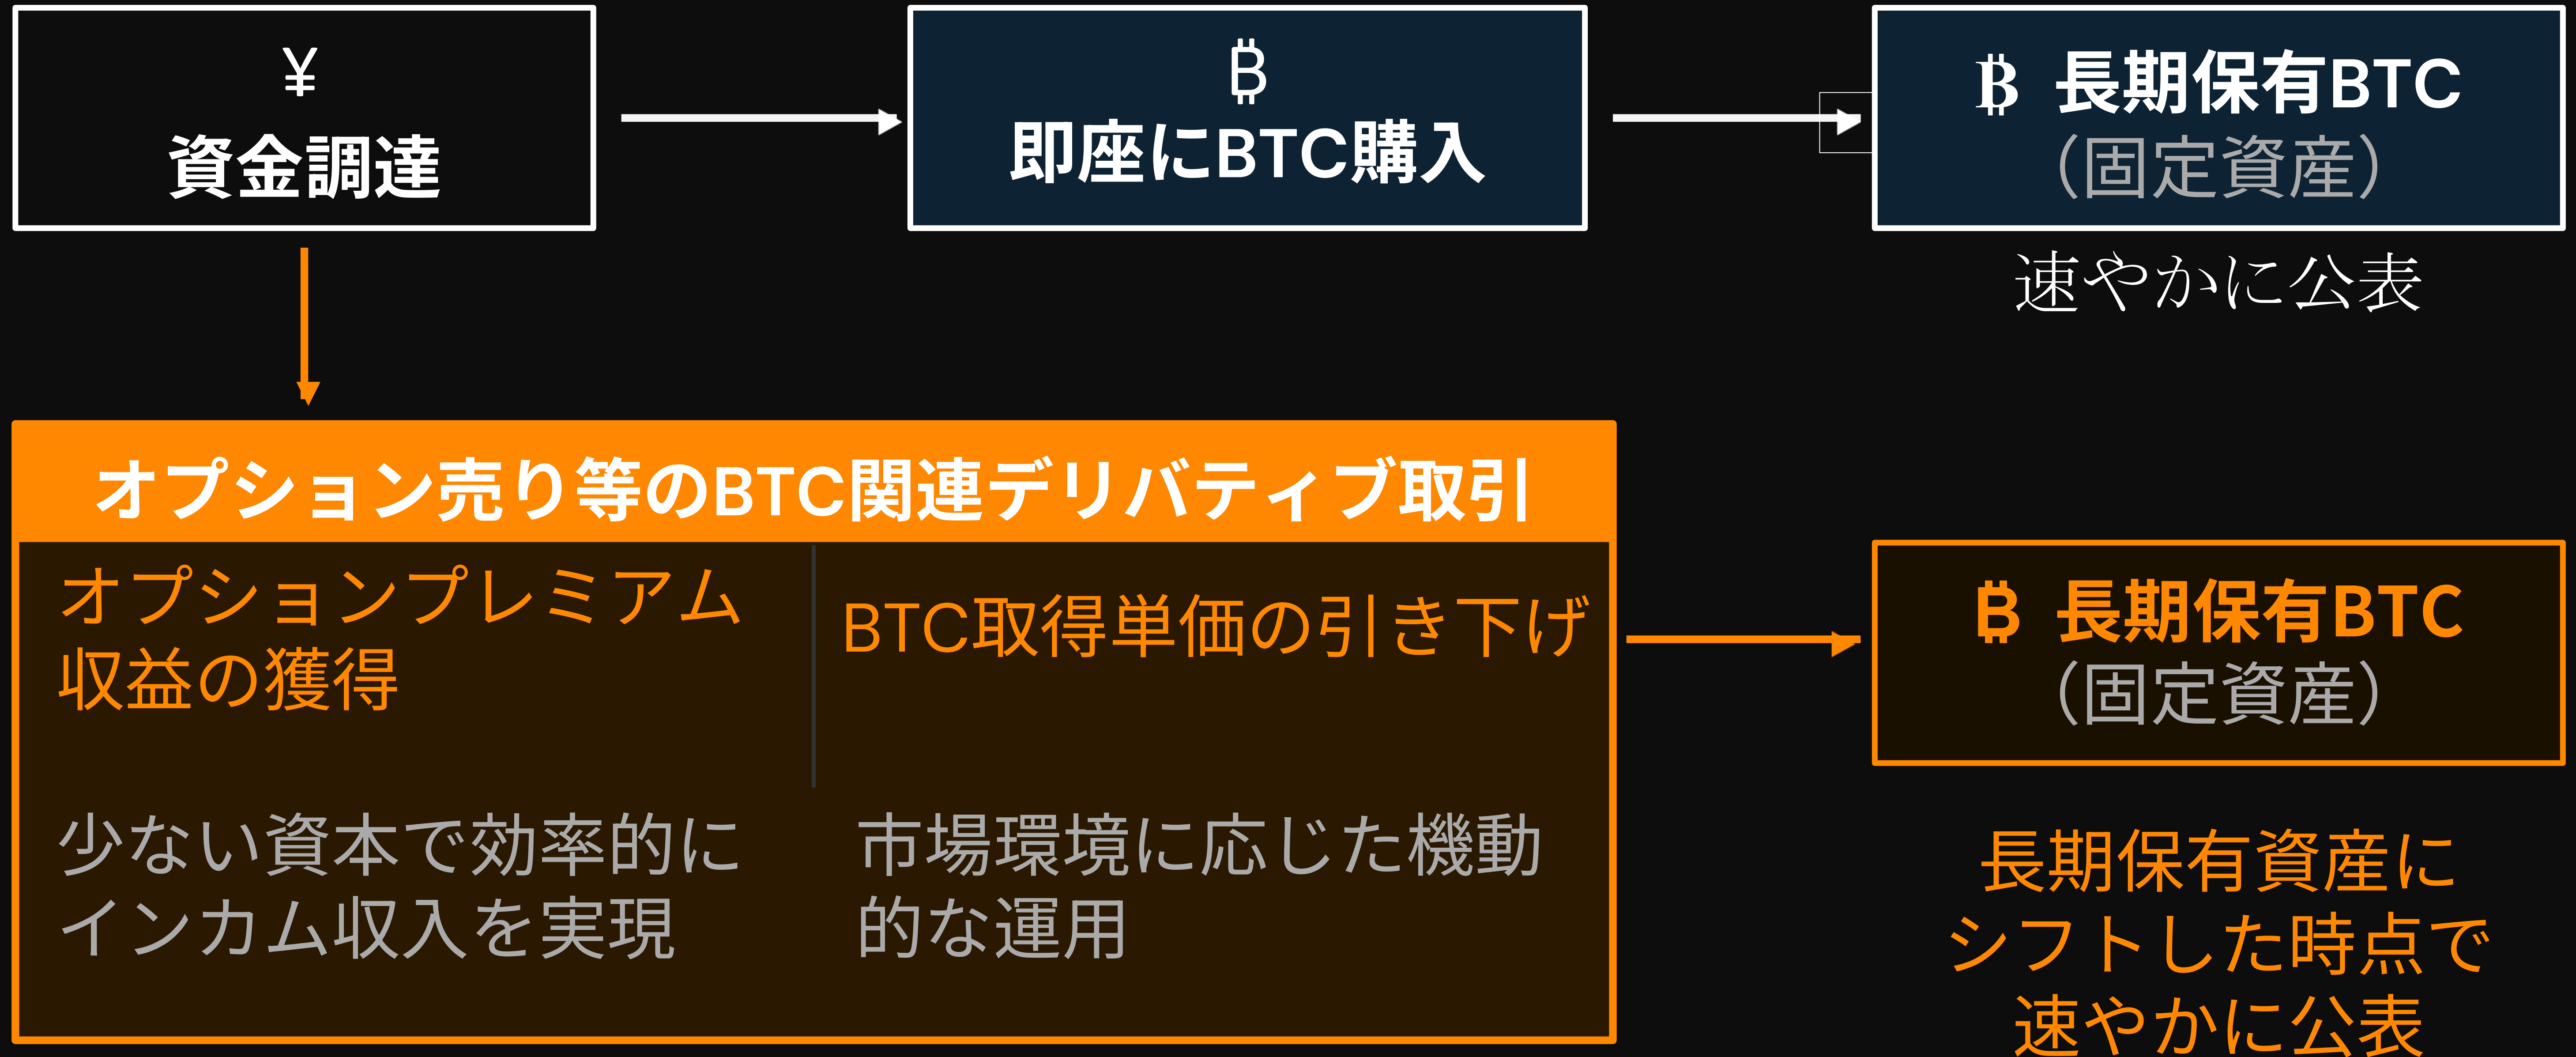 ¥
資金調達
₿
即座にBTC購入
₿ 長期保有BTC
（固定資産）
速やかに公表
オプション売り等のBTC関連デリバティブ取引
オプションプレミアム
収益の獲得
BTC取得単価の引き下げ
少ない資本で効率的に
インカム収入を実現
市場環境に応じた機動
的な運用
₿ 長期保有BTC
（固定資産）
長期保有資産に
シフトした時点で
速やかに公表